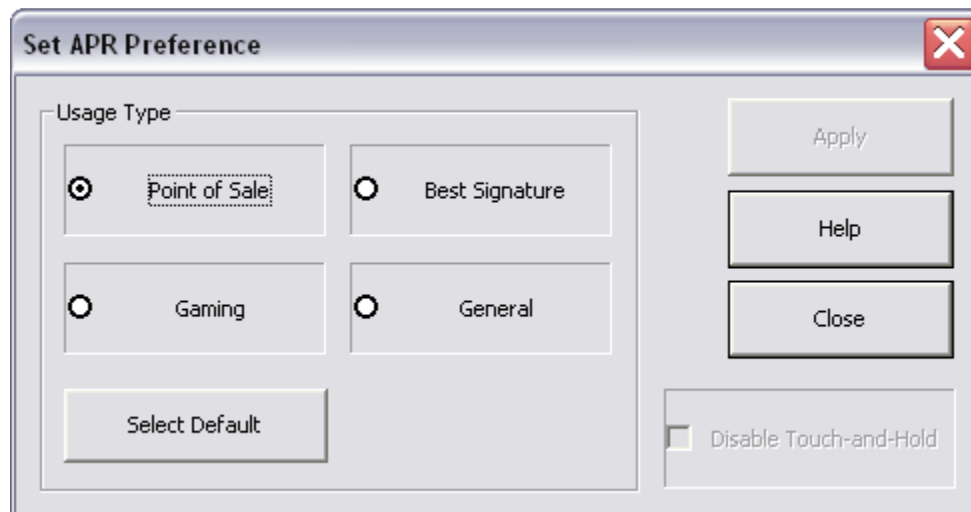 Set APR Preference
Usage Type
Point of Sale
Best Signature
Gaming
General
Select Default
Apply
Help
Close
Disable Touch-and-Hold